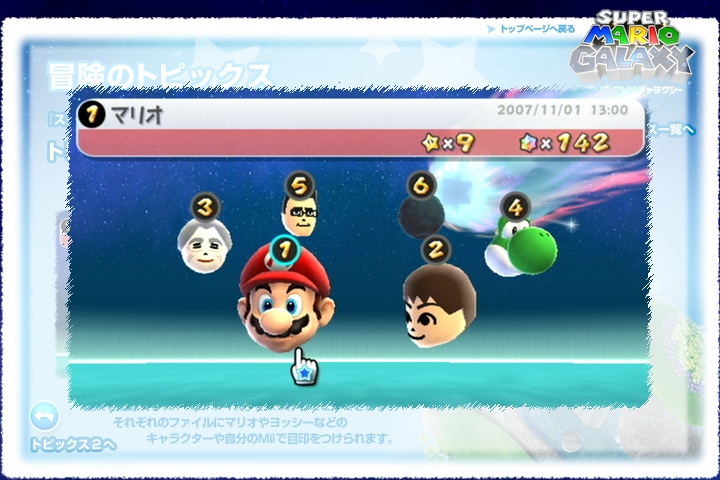 トップページへ戻る
SUPER
MARIO
GALAXY
冒険のトピックス
1 マリオ
2007/11/01 13:00
×9 ×142
ス一覧へ
3
5
6
4
1
2
それぞれのファイルにマリオやヨッシーなどの
キャラクターや自分のMiiで目印をつけられます。
トピックス2へ